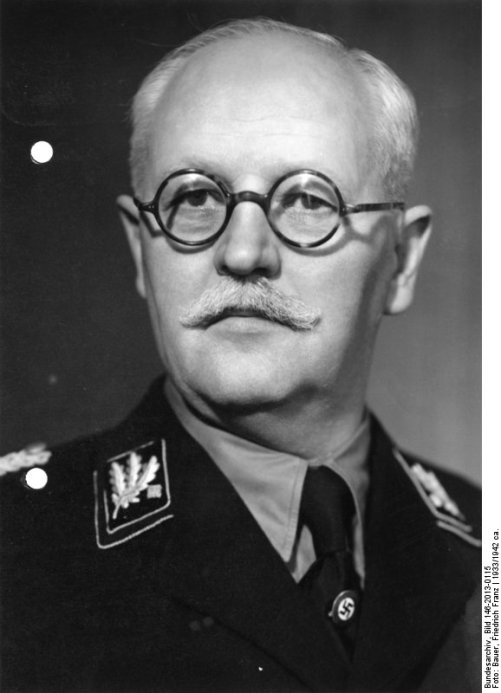 Bundesarchiv, Bild 146-2013-0115
Foto: Bauer, Friedrich Franz | 1933/1942 ca.